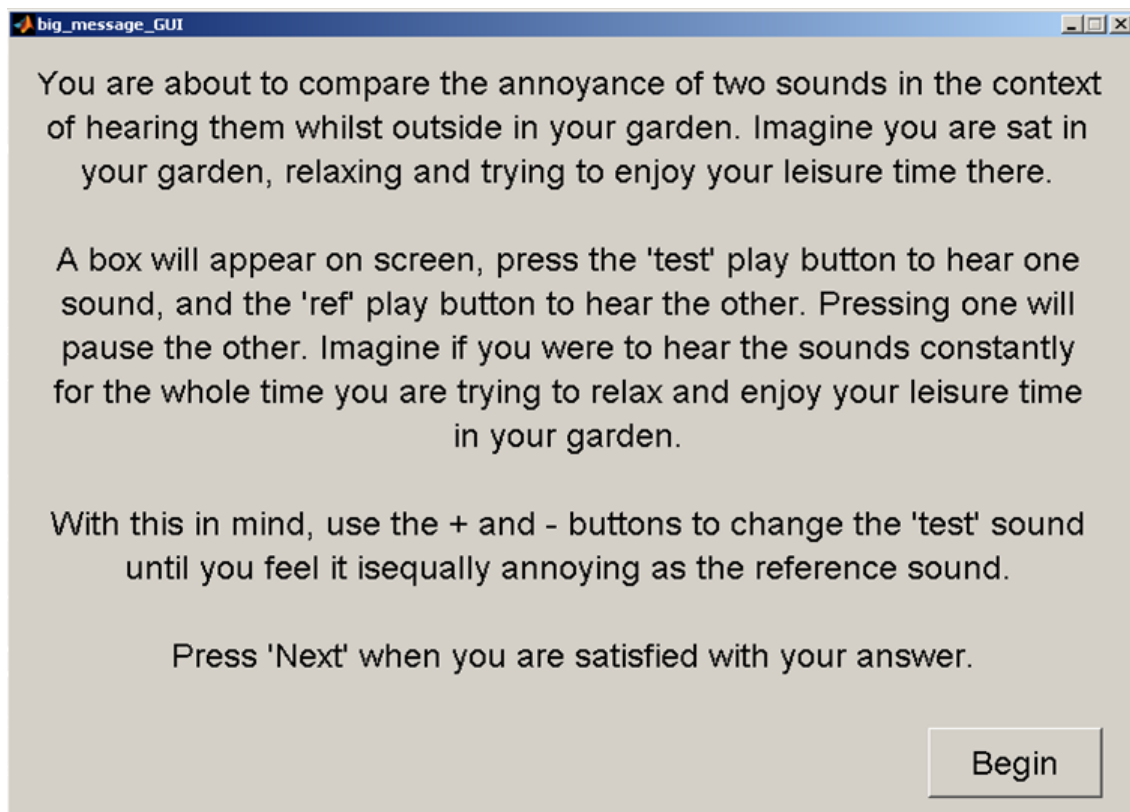 big_message_GUI
You are about to compare the annoyance of two sounds in the context
of hearing them whilst outside in your garden. Imagine you are sat in
your garden, relaxing and trying to enjoy your leisure time there.
A box will appear on screen, press the 'test' play button to hear one
sound, and the 'ref' play button to hear the other. Pressing one will
pause the other. Imagine if you were to hear the sounds constantly
for the whole time you are trying to relax and enjoy your leisure time
in your garden.
With this in mind, use the + and - buttons to change the 'test' sound
until you feel it isequally annoying as the reference sound.
Press 'Next' when you are satisfied with your answer.
Begin